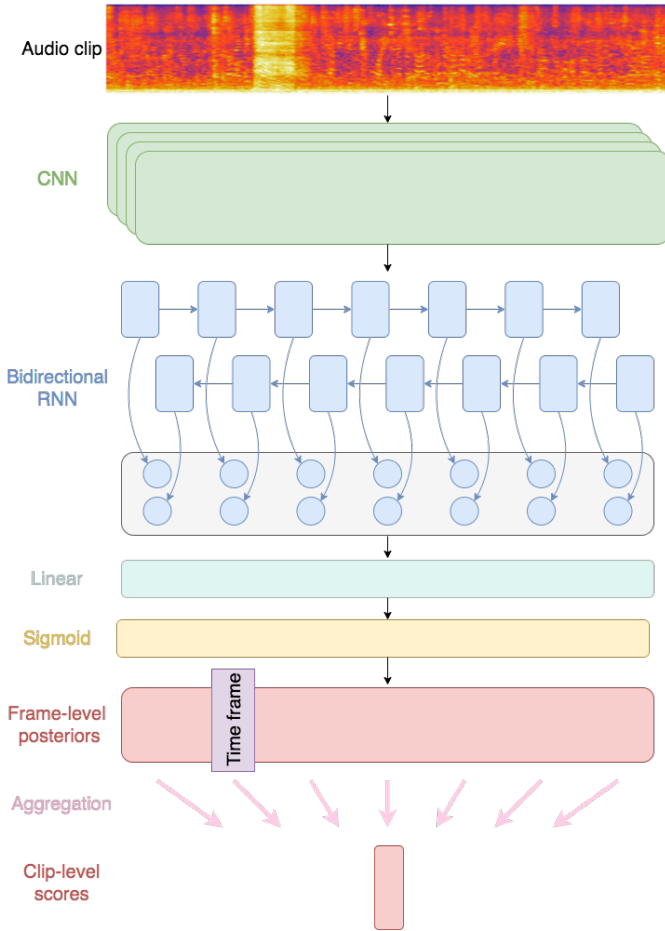 Audio clip
CNN
Bidirectional
RNN
Linear
Sigmoid
Frame-level
posteriors
Time frame
Aggregation
Clip-level
scores